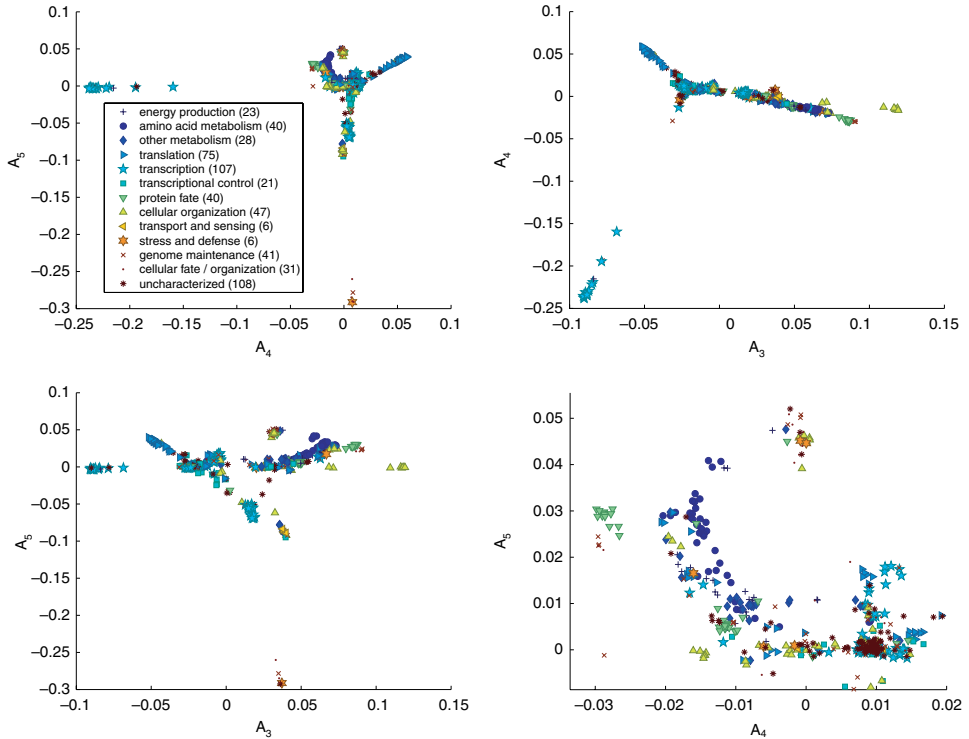 0.1
0.05
0
−0.05
−0.1
−0.15
−0.2
−0.25
−0.3
A5
−0.25 −0.2 −0.15 −0.1 −0.05 0 0.05 0.1
A4
energy production (23)
amino acid metabolism (40)
other metabolism (28)
translation (75)
transcription (107)
transcriptional control (21)
protein fate (40)
cellular organization (47)
transport and sensing (6)
stress and defense (6)
genome maintenance (41)
cellular fate / organization (31)
uncharacterized (108)
0.1
0.05
0
−0.05
−0.1
−0.15
−0.2
−0.25
A4
−0.1 −0.05 0 0.05 0.10 0.15
A3
0.1
0.05
0
−0.05
−0.1
−0.15
−0.2
−0.25
−0.3
A5
−0.1 −0.05 0 0.05 0.1 0.15
A3
0.05
0.04
0.03
0.02
0.01
0
A5
−0.03 −0.02 −0.01 0 0.01 0.02
A4